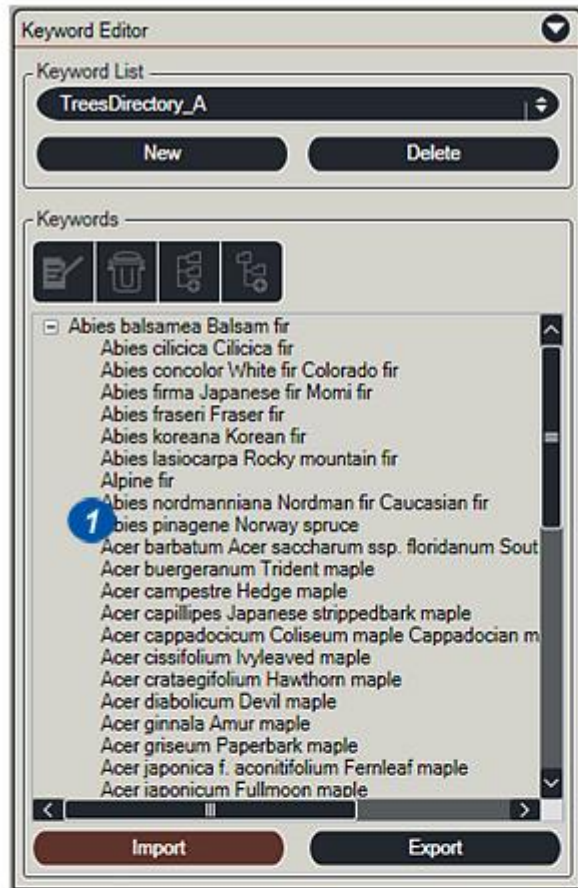 Keyword Editor
Keyword List
TreesDirectory_A
New Delete
Keywords
Abies balsamea Balsam fir
Abies cilicica Cilicica fir
Abies concolor White fir Colorado fir
Abies firma Japanese fir Momi fir
Abies fraseri Fraser fir
Abies koreana Korean fir
Abies lasiocarpa Rocky mountain fir
Alpine fir
Abies nordmanniana Nordman fir Caucasian fir
1
Abies pinagene Norway spruce
Acer barbatum Acer saccharum ssp. floridanum Sout
Acer buergeranum Trident maple
Acer campestre Hedge maple
Acer capillipes Japanese strippedbark maple
Acer cappadocicum Coliseum maple Cappadocian m
Acer cissifolium Ivyleaved maple
Acer crataegifolium Hawthorn maple
Acer diabolicum Devil maple
Acer ginnala Amur maple
Acer griseum Paperbark maple
Acer japonica f. aconitifolium Fernleaf maple
Acer japonicum Fullmoon maple
Import Export